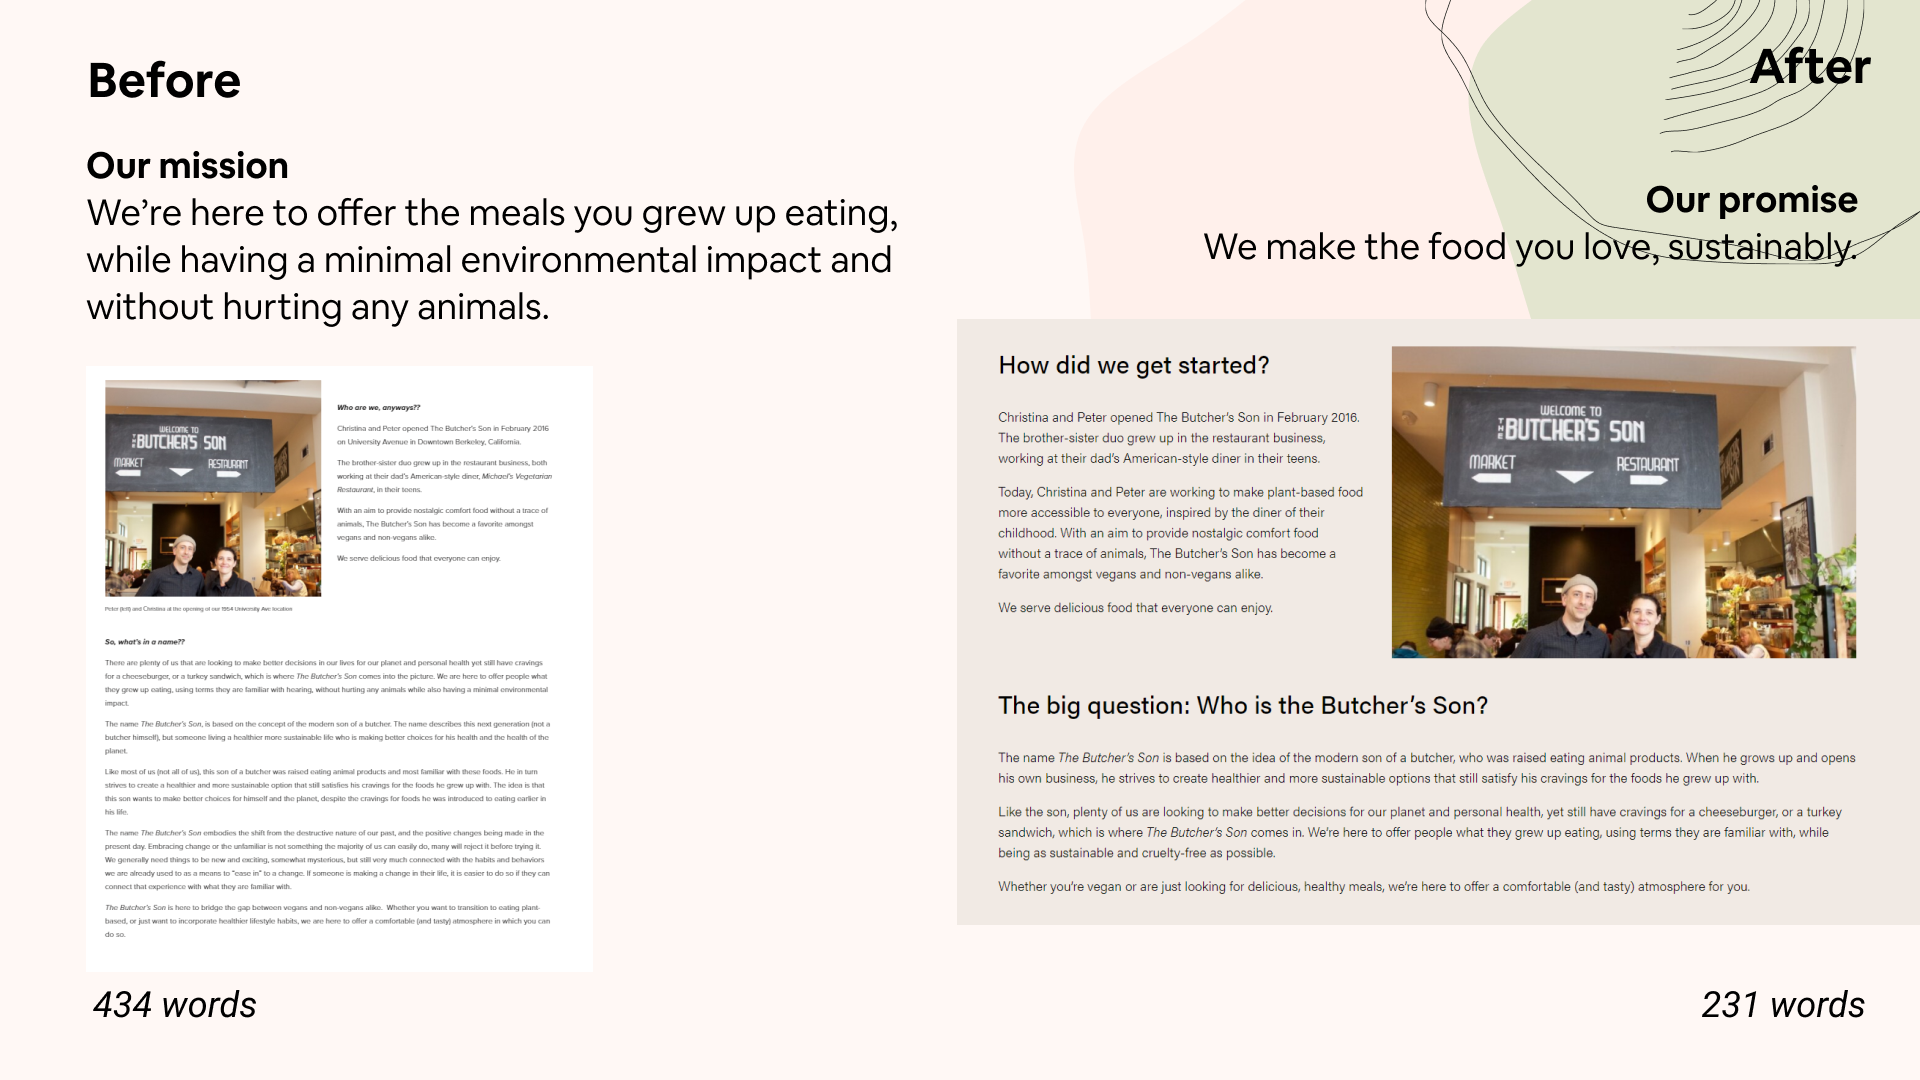 Before
Our mission
We're here to offer the meals you grew up eating,
while having a minimal environmental impact and
without hurting any animals.
WELCOME TO
THE BUTCHER'S SON
MARKET
RESTAURANT
Peter (left) and Christina at the opening of our 1954 University Ave location
Who are we, anyways??
Christina and Peter opened The Butcher's Son in February 2016
on University Avenue in Downtown Berkeley, California.
The brother-sister duo grew up in the restaurant business, both
working at their dad's American-style diner, Michael's Vegetarian
Restaurant, in their teens.
With an aim to provide nostalgic comfort food without a trace of
animals, The Butcher's Son has become a favorite amongst
vegans and non-vegans alike.
We serve delicious food that everyone can enjoy.
So, what's in a name??
There are plenty of us that are looking to make better decisions in our lives for our planet and personal health yet still have cravings
for a cheeseburger, or a turkey sandwich, which is where The Butcher's Son comes into the picture. We are here to offer people what
they grew up eating, using terms they are familiar with hearing, without hurting any animals while also having a minimal environmental
impact.
The name The Butcher's Son, is based on the concept of the modern son of a butcher. The name describes this next generation (not a
butcher himself), but someone living a healthier more sustainable life who is making better choices for his health and the health of the
planet.
Like most of us (not all of us), this son of a butcher was raised eating animal products and most familiar with these foods. He in turn
strives to create a healthier and more sustainable option that still satisfies his cravings for the foods he grew up with. The idea is that
this son wants to make better choices for himself and the planet, despite the cravings for foods he was introduced to eating earlier in
his life.
The name The Butcher's Son embodies the shift from the destructive nature of our past, and the positive changes being made in the
present day. Embracing change or the unfamiliar is not something the majority of us can easily do, many will reject it before trying it.
We generally need things to be new and exciting, somewhat mysterious, but still very much connected with the habits and behaviors
we are already used to as a means to "ease in" to a change. If someone is making a change in their life, it is easier to do so if they can
connect that experience with what they are familiar with.
The Butcher's Son is here to bridge the gap between vegans and non-vegans alike. Whether you want to transition to eating plant-
based, or just want to incorporate healthier lifestyle habits, we are here to offer a comfortable (and tasty) atmosphere in which you can
do so.
434 words
After
Our promise
We make the food you love, sustainably.
How did we get started?
Christina and Peter opened The Butcher's Son in February 2016.
The brother-sister duo grew up in the restaurant business,
working at their dad's American-style diner in their teens.
Today, Christina and Peter are working to make plant-based food
more accessible to everyone, inspired by the diner of their
childhood. With an aim to provide nostalgic comfort food
without a trace of animals, The Butcher's Son has become a
favorite amongst vegans and non-vegans alike.
We serve delicious food that everyone can enjoy.
WELCOME TO
THE BUTCHER'S SON
MARKET
RESTAURANT
The big question: Who is the Butcher's Son?
The name The Butcher's Son is based on the idea of the modern son of a butcher, who was raised eating animal products. When he grows up and opens
his own business, he strives to create healthier and more sustainable options that still satisfy his cravings for the foods he grew up with.
Like the son, plenty of us are looking to make better decisions for our planet and personal health, yet still have cravings for a cheeseburger, or a turkey
sandwich, which is where The Butcher's Son comes in. We're here to offer people what they grew up eating, using terms they are familiar with, while
being as sustainable and cruelty-free as possible.
Whether you're vegan or are just looking for delicious, healthy meals, we're here to offer a comfortable (and tasty) atmosphere for you.
231 words